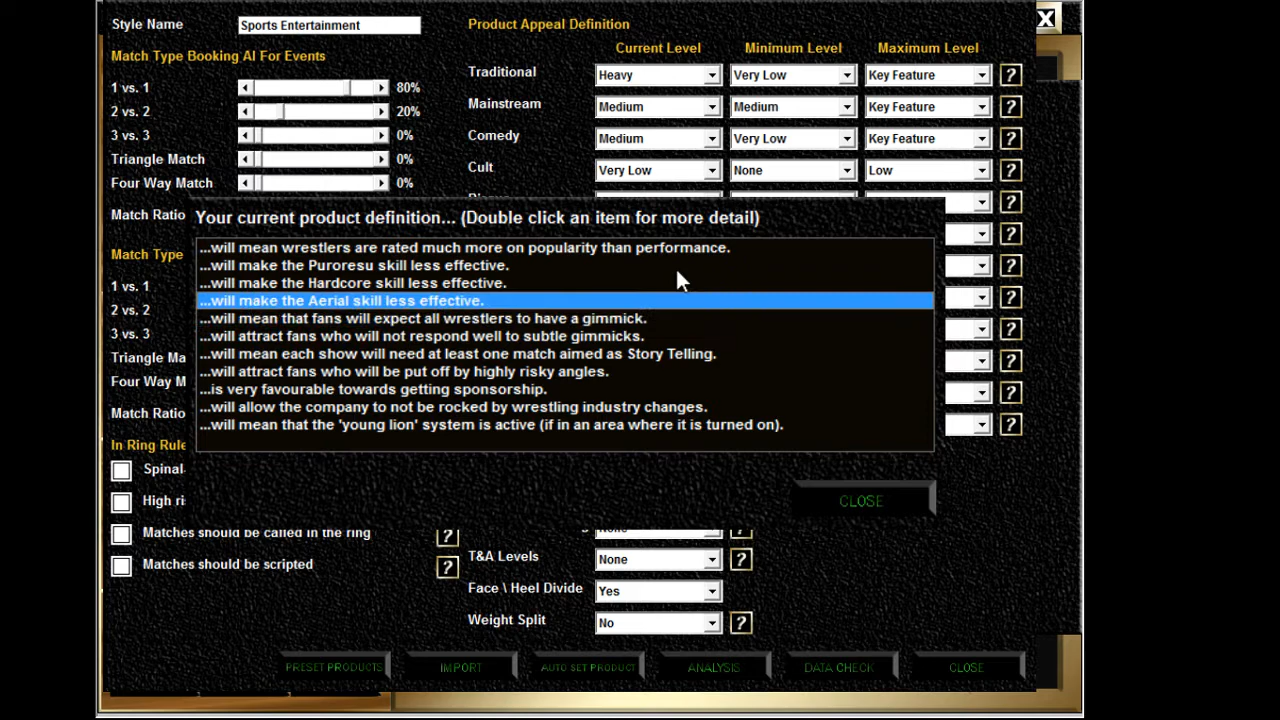 Style Name Sports Entertainment Product Appeal Definition X
Match Type Booking AI For Events Current Level Minimum Level Maximum Level
1 vs. 1 80% Traditional Heavy Very Low Key Feature ?
2 vs. 2 20% Mainstream Medium Medium Key Feature ?
3 vs. 3 0% Comedy Medium Very Low Key Feature ?
Triangle Match 0% Cult Very Low None Low ?
Four Way Match 0% ?
Match Ratio ?
Your current product definition... (Double click an item for more detail)
...will mean wrestlers are rated much more on popularity than performance.
...will make the Puroresu skill less effective.
...will make the Hardcore skill less effective.
...will make the Aerial skill less effective.
...will mean that fans will expect all wrestlers to have a gimmick.
...will attract fans who will not respond well to subtle gimmicks.
...will mean each show will need at least one match aimed as Story Telling.
...will attract fans who will be put off by highly risky angles.
...is very favourable towards getting sponsorship.
...will allow the company to not be rocked by wrestling industry changes.
...will mean that the 'young lion' system is active (if in an area where it is turned on).
CLOSE
Match Type
1 vs. 1 ?
2 vs. 2 ?
3 vs. 3 ?
Triangle Ma ?
Four Way M ?
Match Ratio ?
In Ring Rule
Spinal
High ri
Matches should be called in the ring ? ?
Matches should be scripted ? T&A Levels None ?
Face \ Heel Divide Yes
Weight Split No ?
PRESET PRODUCTS IMPORT AUTO SET PRODUCT ANALYSIS DATA CHECK CLOSE